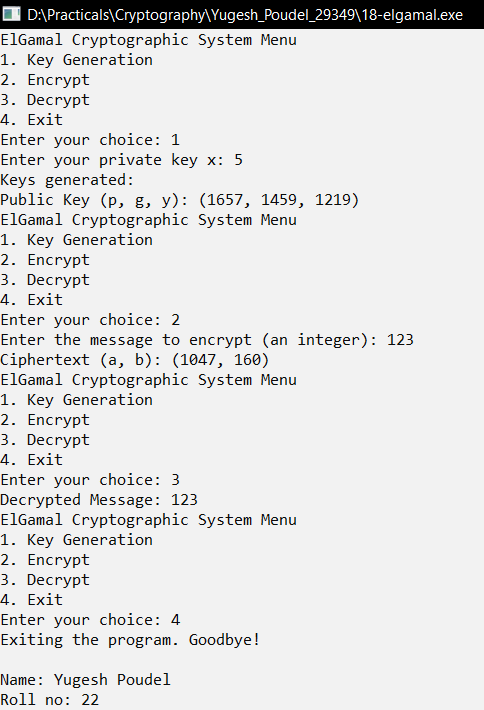 D:\Practicals\Cryptography\Yugesh_Poudel_29349\18-elgamal.exe
ElGamal Cryptographic System Menu
1. Key Generation
2. Encrypt
3. Decrypt
4. Exit
Enter your choice: 1
Enter your private key x: 5
Keys generated:
Public Key (p, g, y): (1657, 1459, 1219)
ElGamal Cryptographic System Menu
1. Key Generation
2. Encrypt
3. Decrypt
4. Exit
Enter your choice: 2
Enter the message to encrypt (an integer): 123
Ciphertext (a, b): (1047, 160)
ElGamal Cryptographic System Menu
1. Key Generation
2. Encrypt
3. Decrypt
4. Exit
Enter your choice: 3
Decrypted Message: 123
ElGamal Cryptographic System Menu
1. Key Generation
2. Encrypt
3. Decrypt
4. Exit
Enter your choice: 4
Exiting the program. Goodbye!
Name: Yugesh Poudel
Roll no: 22